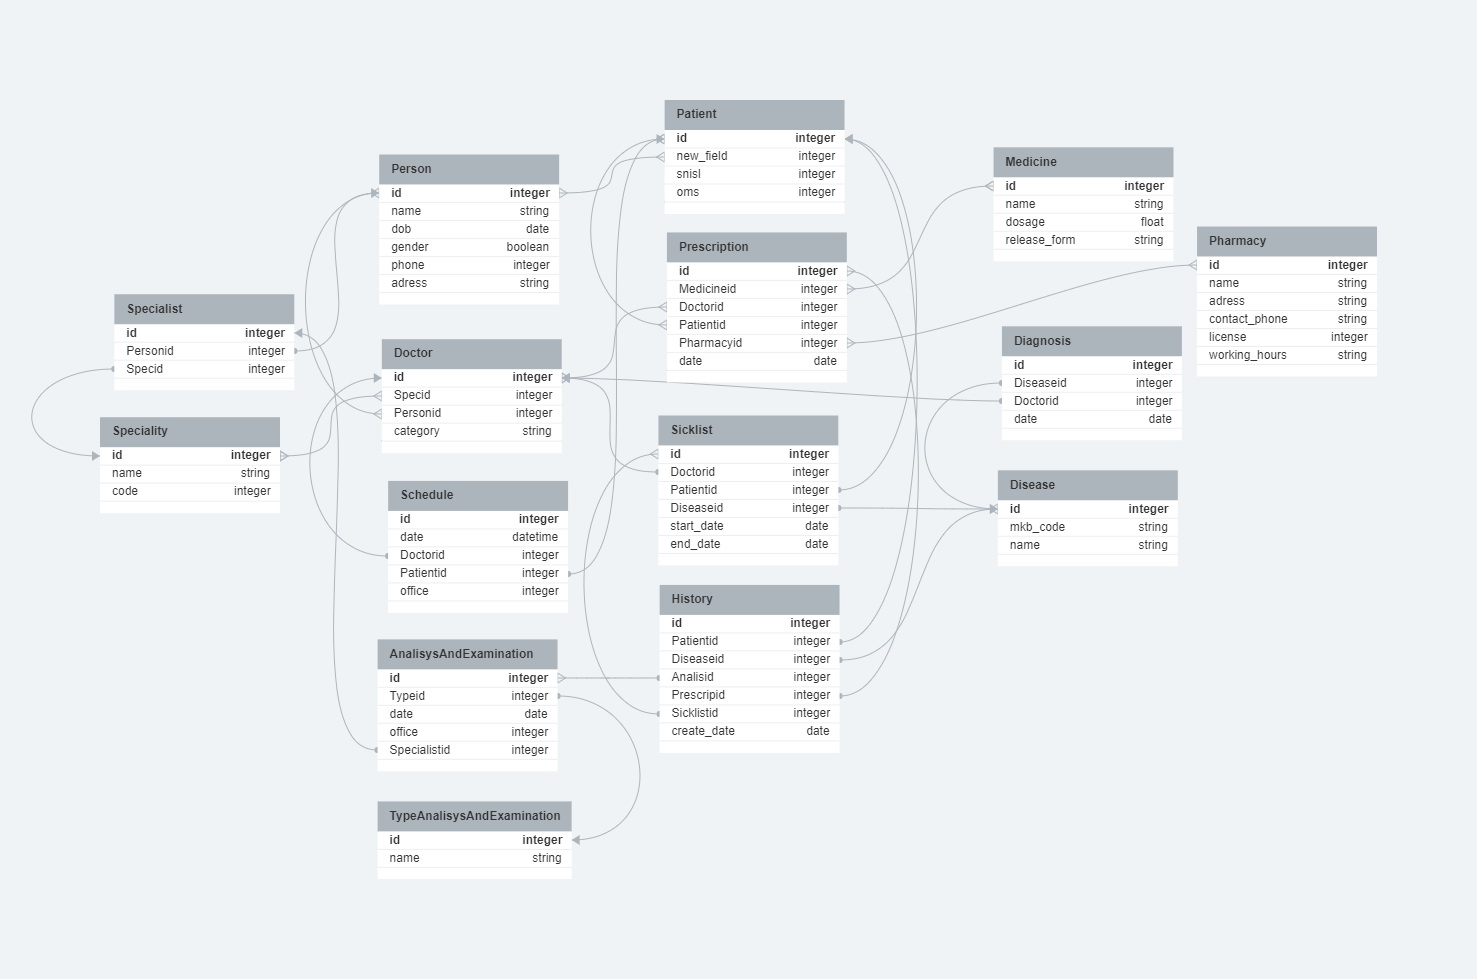 Patient
id integer
new_field integer
snisl integer
oms integer
Person
id integer
name string
dob date
gender boolean
phone integer
adress string
Medicine
id integer
name string
dosage float
release_form string
Prescription
id integer
Medicineid integer
Doctorid integer
Patientid integer
Pharmacyid integer
date date
Pharmacy
id integer
name string
adress string
contact_phone string
license integer
working_hours string
Specialist
id integer
Personid integer
Specid integer
Doctor
id integer
Specid integer
Personid integer
category string
Diagnosis
id integer
Diseaseid integer
Doctorid integer
date date
Speciality
id integer
name string
code integer
Sicklist
id integer
Doctorid integer
Patientid integer
Diseaseid integer
start_date date
end_date date
Disease
id integer
mkb_code string
name string
Schedule
id integer
date datetime
Doctorid integer
Patientid integer
office integer
History
id integer
Patientid integer
Diseaseid integer
Analisid integer
Prescripid integer
Sicklistid integer
create_date date
AnalisysAndExamination
id integer
Typeid integer
date date
office integer
Specialistid integer
TypeAnalisysAndExamination
id integer
name string